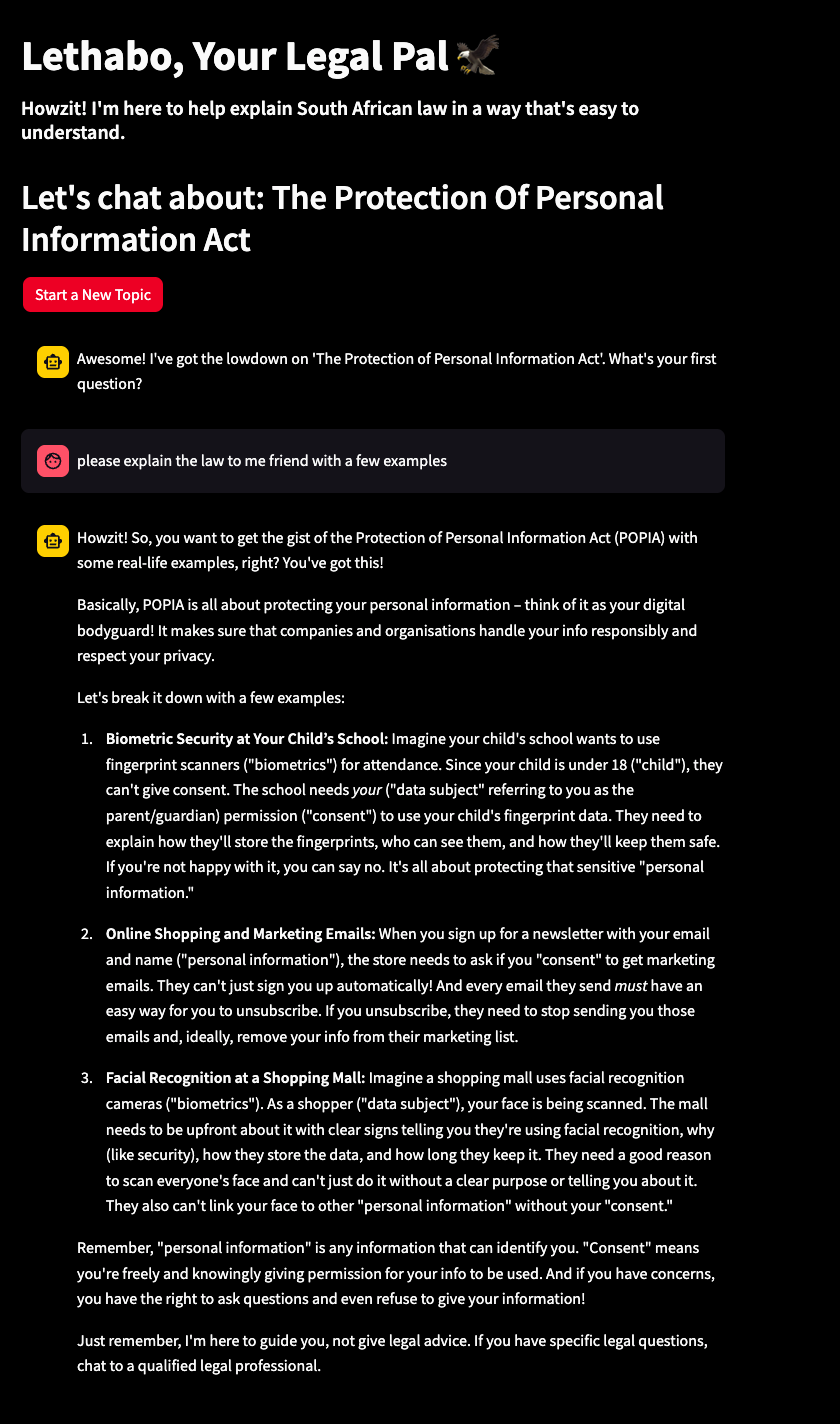 Lethabo, Your Legal Pal 🦅
Howzit! I'm here to help explain South African law in a way that's easy to
understand.
Let's chat about: The Protection Of Personal
Information Act
Start a New Topic
Awesome! I've got the lowdown on 'The Protection of Personal Information Act'. What's your first
question?
please explain the law to me friend with a few examples
Howzit! So, you want to get the gist of the Protection of Personal Information Act (POPIA) with
some real-life examples, right? You've got this!
Basically, POPIA is all about protecting your personal information – think of it as your digital
bodyguard! It makes sure that companies and organisations handle your info responsibly and
respect your privacy.
Let's break it down with a few examples:
1. Biometric Security at Your Child’s School: Imagine your child's school wants to use
fingerprint scanners ("biometrics") for attendance. Since your child is under 18 ("child"), they
can't give consent. The school needs your ("data subject" referring to you as the
parent/guardian) permission ("consent") to use your child's fingerprint data. They need to
explain how they'll store the fingerprints, who can see them, and how they'll keep them safe.
If you're not happy with it, you can say no. It's all about protecting that sensitive "personal
information."
2. Online Shopping and Marketing Emails: When you sign up for a newsletter with your email
and name ("personal information"), the store needs to ask if you "consent" to get marketing
emails. They can't just sign you up automatically! And every email they send must have an
easy way for you to unsubscribe. If you unsubscribe, they need to stop sending you those
emails and, ideally, remove your info from their marketing list.
3. Facial Recognition at a Shopping Mall: Imagine a shopping mall uses facial recognition
cameras ("biometrics"). As a shopper ("data subject"), your face is being scanned. The mall
needs to be upfront about it with clear signs telling you they're using facial recognition, why
(like security), how they store the data, and how long they keep it. They need a good reason
to scan everyone's face and can't just do it without a clear purpose or telling you about it.
They also can't link your face to other "personal information" without your "consent."
Remember, "personal information" is any information that can identify you. "Consent" means
you're freely and knowingly giving permission for your info to be used. And if you have concerns,
you have the right to ask questions and even refuse to give your information!
Just remember, I'm here to guide you, not give legal advice. If you have specific legal questions,
chat to a qualified legal professional.